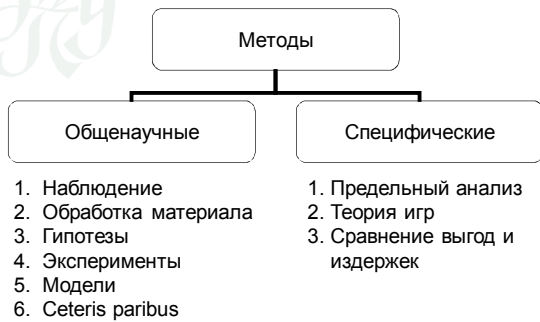 Методы
Общенаучные
Специфические
1. Наблюдение
2. Обработка материала
3. Гипотезы
4. Эксперименты
5. Модели
6. Ceteris paribus
1. Предельный анализ
2. Теория игр
3. Сравнение выгод и
издержек